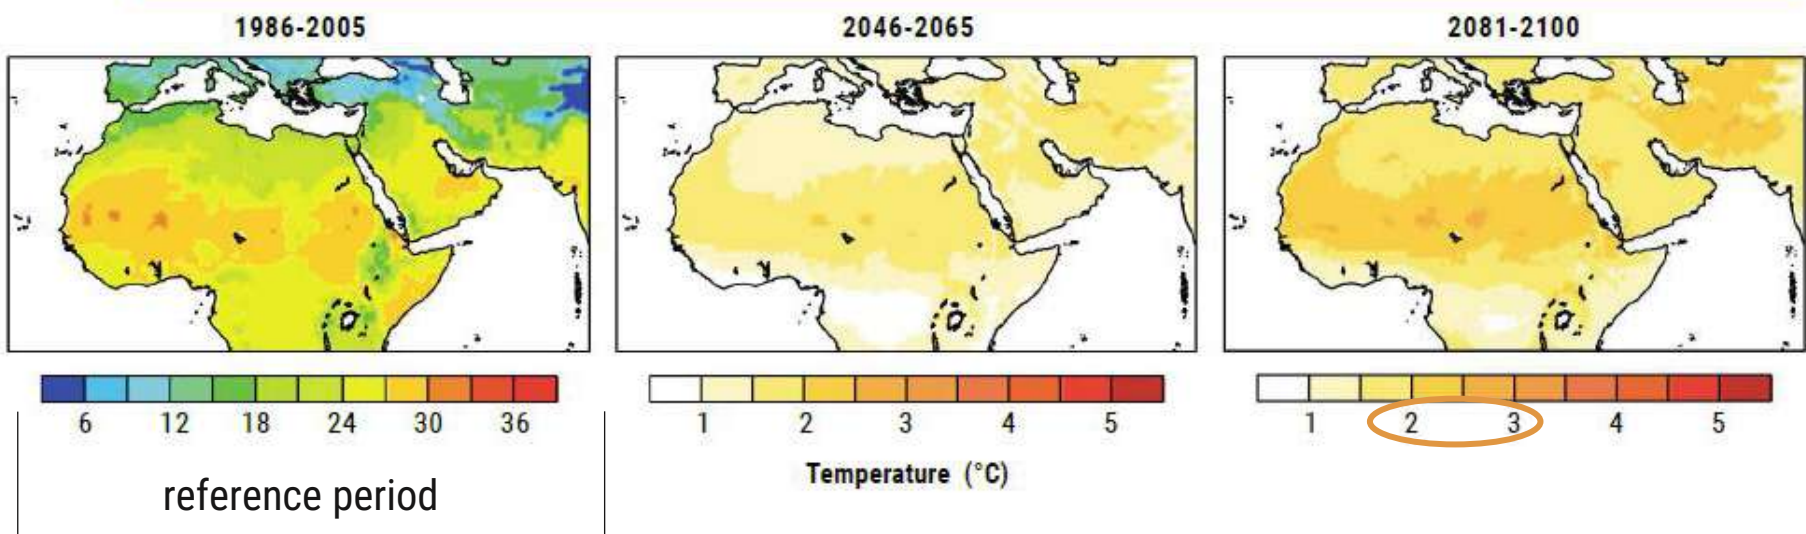 1986-2005 2046-2065 2081-2100
6 12 18 24 30 36 1 2 3 4 5 1 2 3 4 5
Temperature (°C)
reference period